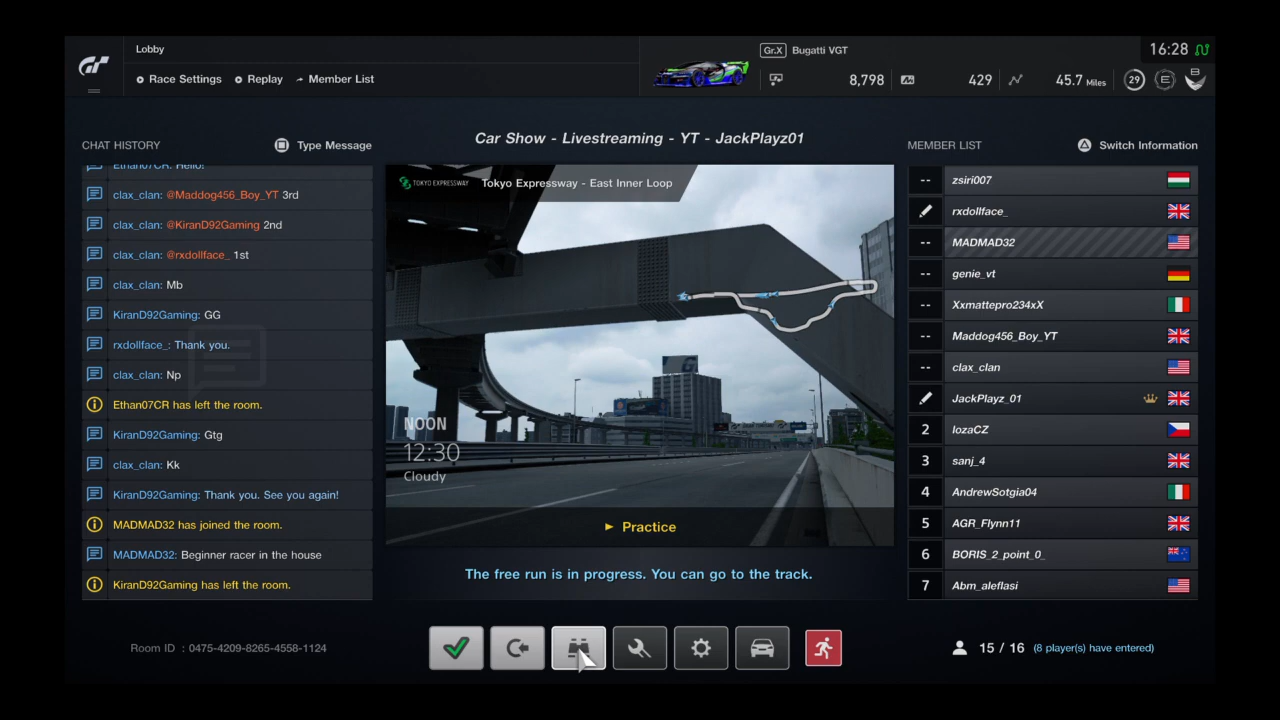 Lobby
Race Settings Replay Member List
Gr.X Bugatti VGT
8,798 429 45.7 Miles 29 E B
16:28
CHAT HISTORY Type Message
Ethan07CR: Hello!
clax_clan: @Maddog456_Boy_YT 3rd
clax_clan: @KiranD92Gaming 2nd
clax_clan: @rxdollface_ 1st
clax_clan: Mb
KiranD92Gaming: GG
rxdollface_: Thank you.
clax_clan: Np
Ethan07CR has left the room.
KiranD92Gaming: Gtg
clax_clan: Kk
KiranD92Gaming: Thank you. See you again!
MADMAD32 has joined the room.
MADMAD32: Beginner racer in the house
KiranD92Gaming has left the room.
Car Show - Livestreaming - YT - JackPlayz01
TOKYO EXPRESSWAY Tokyo Expressway - East Inner Loop
NOON
12:30
Cloudy
Practice
The free run is in progress. You can go to the track.
MEMBER LIST Switch Information
-- zsiri007
rxdollface_
-- MADMAD32
-- genie_vt
-- Xxmattepro234xX
-- Maddog456_Boy_YT
-- clax_clan
JackPlayz_01
2 lozaCZ
3 sanj_4
4 AndrewSotgia04
5 AGR_Flynn11
6 BORIS_2_point_0_
7 Abm_aleflasi
Room ID : 0475-4209-8265-4558-1124
15 / 16 (8 player(s) have entered)